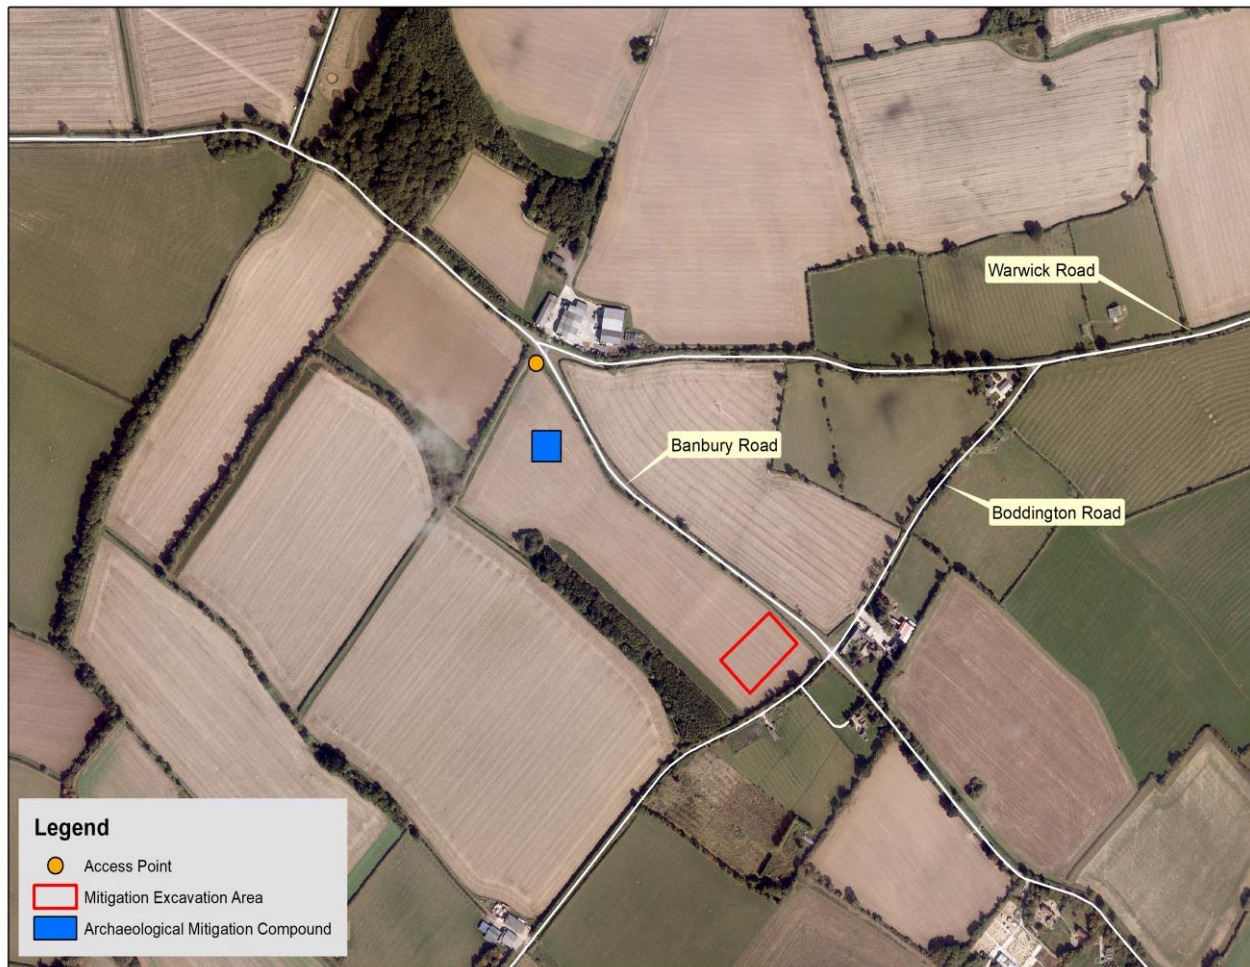 Warwick Road
Banbury Road
Boddington Road
Legend
Access Point
Mitigation Excavation Area
Archaeological Mitigation Compound